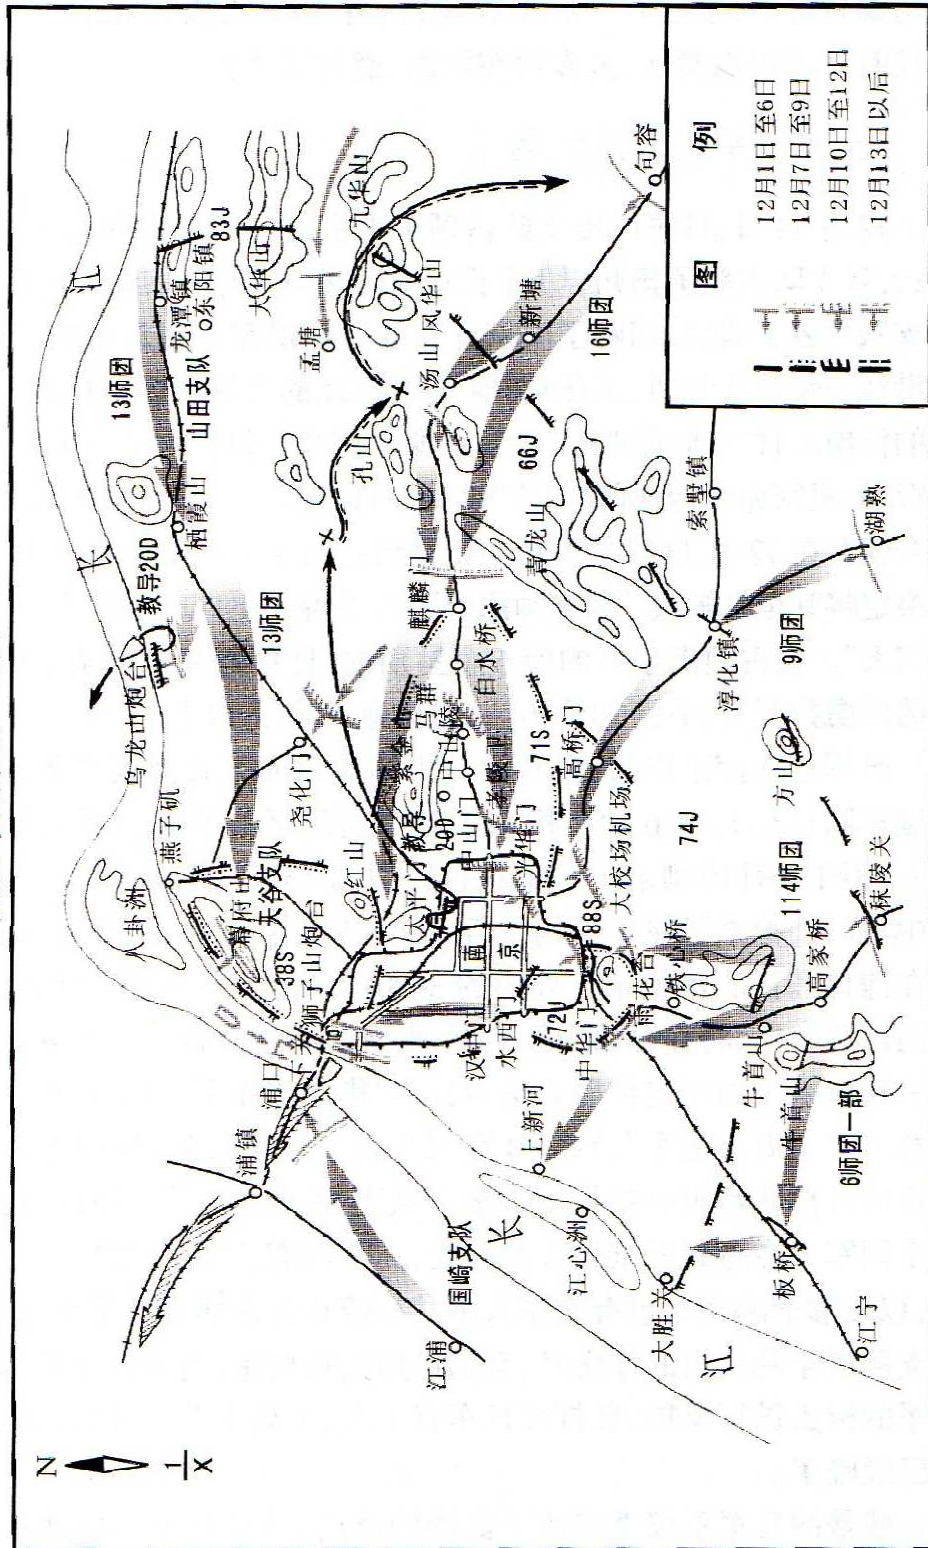 N
1/X
图 例
12月1日至6日
12月7日至9日
12月10日至12日
12月13日以后
长
江
长
江
八卦洲
燕子矶
乌龙山炮台
教导20D
栖霞山
13师团
山田支队
龙潭镇
东阳镇
83J
大华山
孟塘
九华山
句容
汤山
凤华山
新塘
16师团
孔山
66J
青龙山
索墅镇
湖熟
淳化镇
9师团
麒麟门
白水桥
马群
紫金山
中山陵
孝陵卫
13师团
尧化门
幕府山
天谷支队
38S
狮子山炮台
下关
红山
太平门
教导20D
中山门
光华门
71S
高桥门
大校场机场
74J
方山
114师团
秣陵关
高家桥
铁心桥
雨花台
88S
南京
汉中门
水西门
72J
中华门
牛首山
牛首山
6师团一部
上新河
江心洲
大胜关
板桥
江宁
浦口
浦镇
国崎支队
江浦